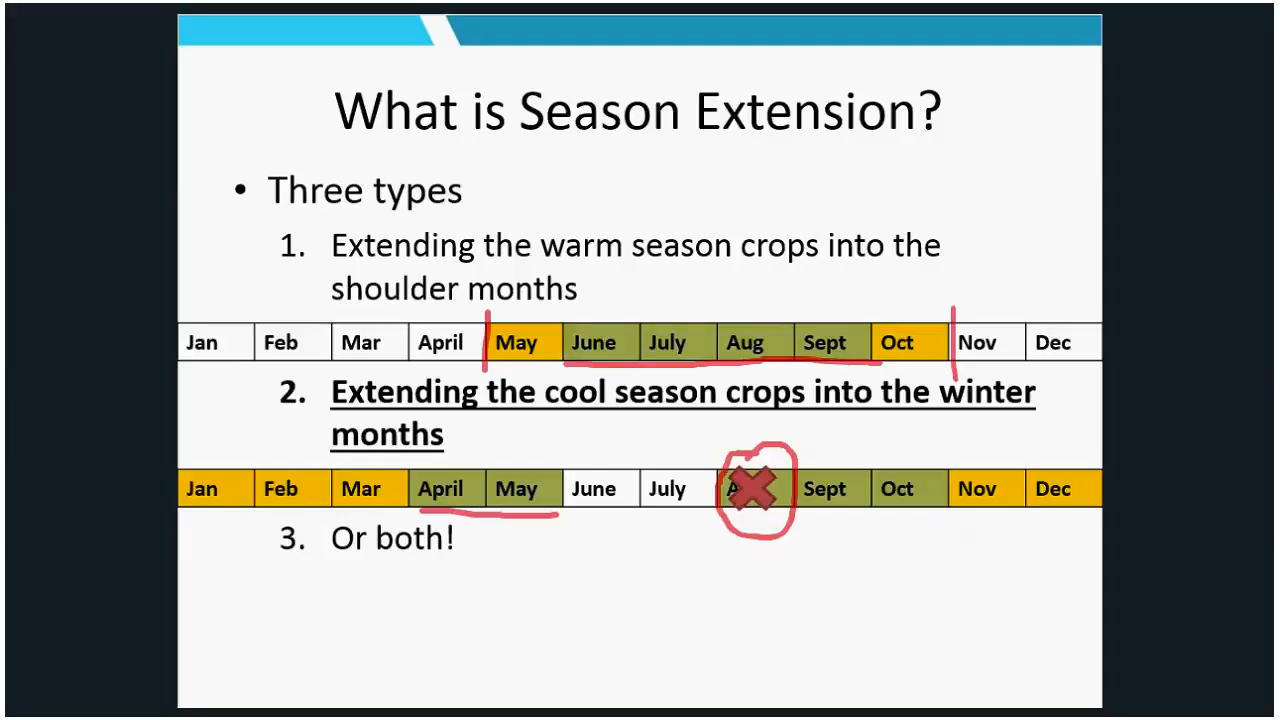 What is Season Extension?
• Three types
1. Extending the warm season crops into the
shoulder months
Jan Feb Mar April May June July Aug Sept Oct Nov Dec
2. Extending the cool season crops into the winter
months
Jan Feb Mar April May June July Sept Oct Nov Dec
3. Or both!